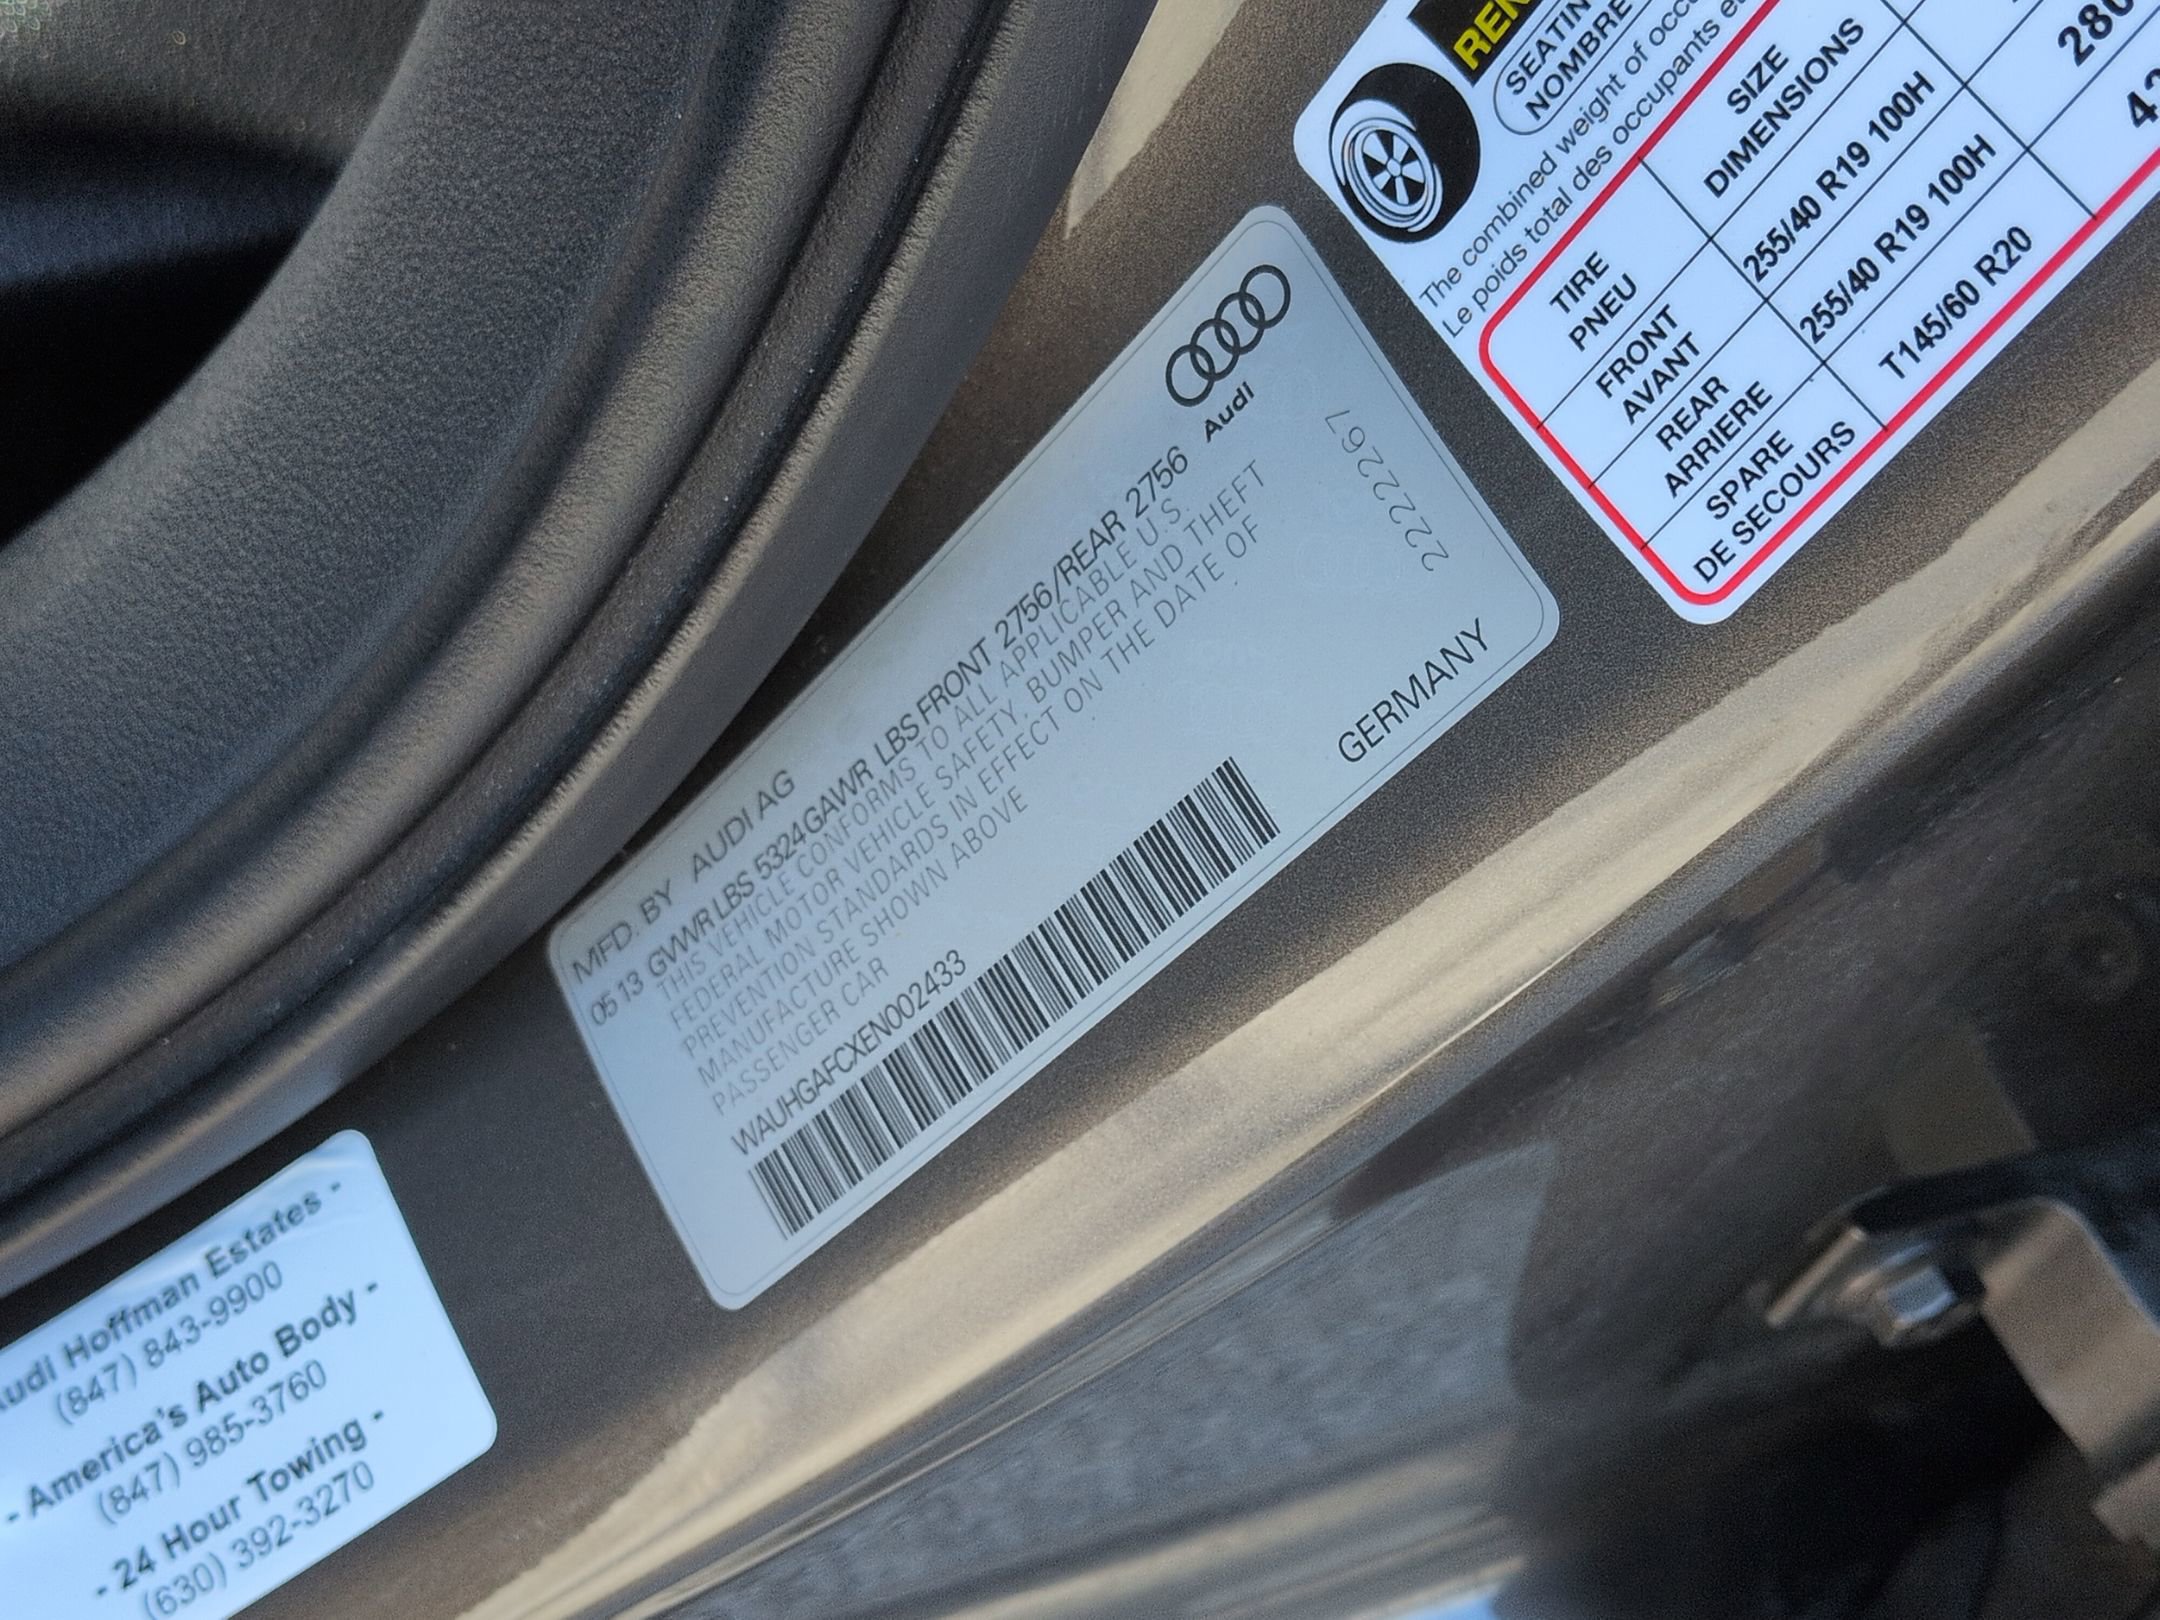 MFD. BY AUDI AG
05 13 GVWR LBS 5324 GAWR LBS FRONT 2756/REAR 2756
THIS VEHICLE CONFORMS TO ALL APPLICABLE U.S.
FEDERAL MOTOR VEHICLE SAFETY, BUMPER AND THEFT
PREVENTION STANDARDS IN EFFECT ON THE DATE OF
MANUFACTURE SHOWN ABOVE
PASSENGER CAR
WAUHGAFCXEN002433
Audi
222267
GERMANY
SEATIN
NOMBRE
The combined weight of occu
Le poids total des occupants e
TIRE SIZE
PNEU DIMENSIONS
FRONT 255/40 R19 100H 280
AVANT
REAR 255/40 R19 100H
ARRIERE
SPARE T145/60 R20 42
DE SECOURS
Audi Hoffman Estates -
(847) 843-9900
- America's Auto Body -
(847) 985-3760
- 24 Hour Towing -
(630) 392-3270